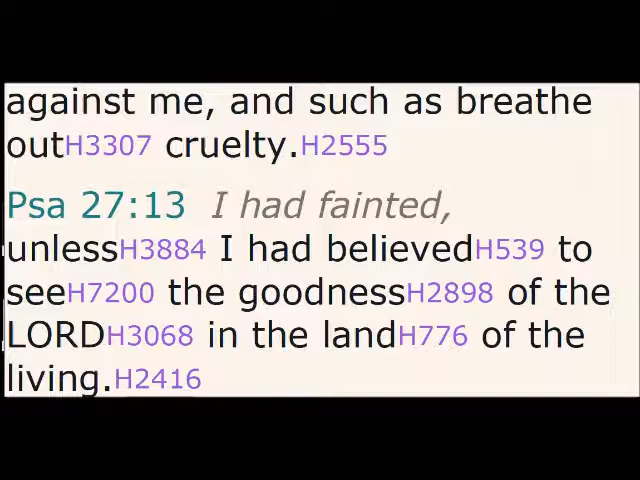 against me, and such as breathe
outH3307 cruelty.H2555
Psa 27:13 I had fainted,
unlessH3884 I had believedH539 to
seeH7200 the goodnessH2898 of the
LORDH3068 in the landH776 of the
living.H2416